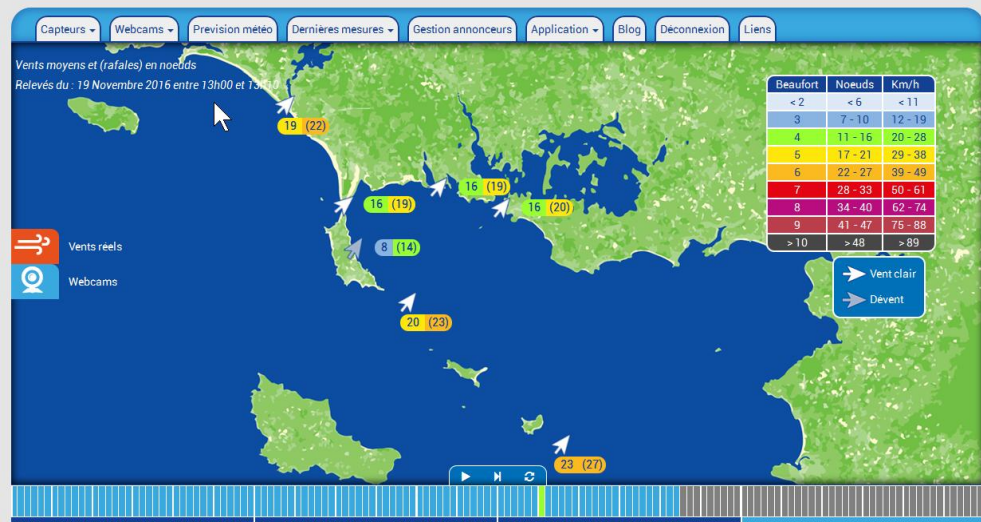 Capteurs Webcams Prevision météo Dernières mesures Gestion annonceurs Application Blog Déconnexion Liens
Vents moyens et (rafales) en noeuds
Relevés du : 19 Novembre 2016 entre 13h00 et 13h10
Beaufort Noeuds Km/h
< 2 < 6 < 11
3 7 - 10 12 - 19
4 11 - 16 20 - 28
5 17 - 21 29 - 38
6 22 - 27 39 - 49
7 28 - 33 50 - 61
8 34 - 40 62 - 74
9 41 - 47 75 - 88
> 10 > 48 > 89
19 (22)
16 (19)
16 (19)
16 (20)
8 (14)
Vents réels
Webcams
Vent clair
Dévent
20 (23)
23 (27)